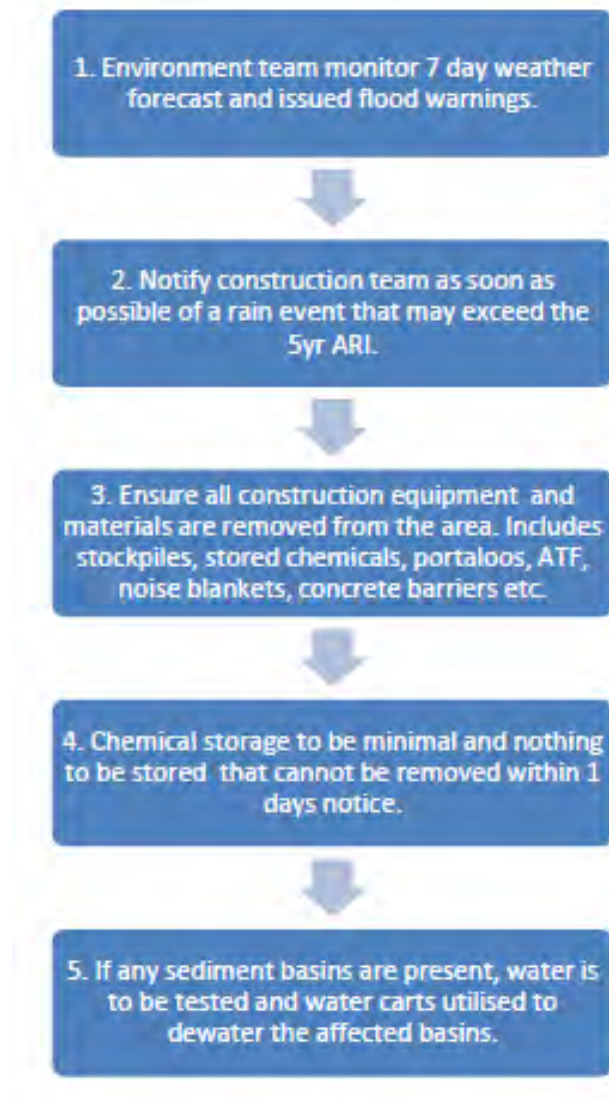 1. Environment team monitor 7 day weather
forecast and issued flood warnings.
2. Notify construction team as soon as
possible of a rain event that may exceed the
5yr ARI.
3. Ensure all construction equipment and
materials are removed from the area. Includes
stockpiles, stored chemicals, portaloos, ATF,
noise blankets, concrete barriers etc.
4. Chemical storage to be minimal and nothing
to be stored that cannot be removed within 1
days notice.
5. If any sediment basins are present, water is
to be tested and water carts utilised to
dewater the affected basins.